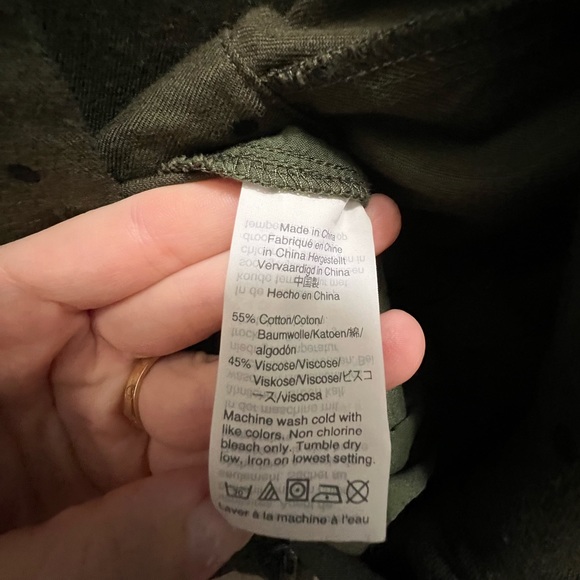 Made in China
Fabriqué en Chine
in China Hergestellt
Vervaardigd in China
中国製
Hecho en China
55% Cotton/Coton/
Baumwolle/Katoen/綿/
algodón
45% Viscose/Viscose/
Viskose/Viscose/ビスコ
ース/viscosa
Machine wash cold with
like colors. Non chlorine
bleach only. Tumble dry
low, Iron on lowest setting.
Laver à la machine à l'eau